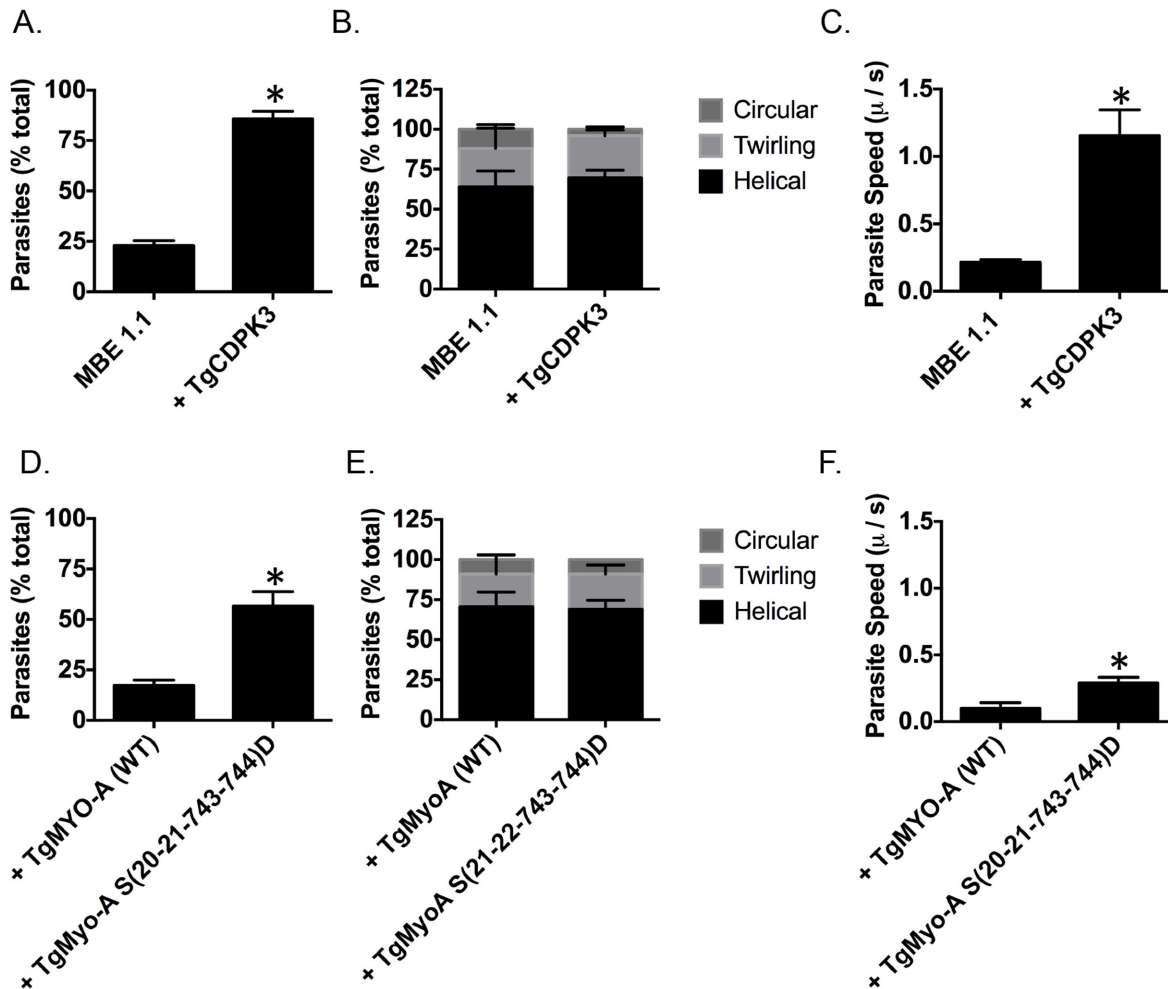 A.
Parasites (% total)
100
75
50
25
0
*
MBE 1.1
+ TgCDPK3
B.
Parasites (% total)
125
100
75
50
25
0
MBE 1.1
+ TgCDPK3
Circular
Twirling
Helical
C.
Parasite Speed (μ / s)
1.5
1.0
0.5
0.0
*
MBE 1.1
+ TgCDPK3
D.
Parasites (% total)
100
75
50
25
0
*
+ TgMYO-A (WT)
+ TgMyo-A S(20-21-743-744)D
E.
Parasites (% total)
125
100
75
50
25
0
+ TgMyoA (WT)
+ TgMyoA S(21-22-743-744)D
Circular
Twirling
Helical
F.
Parasite Speed (μ / s)
1.5
1.0
0.5
0.0
*
+ TgMYO-A (WT)
+ TgMyo-A S(20-21-743-744)D